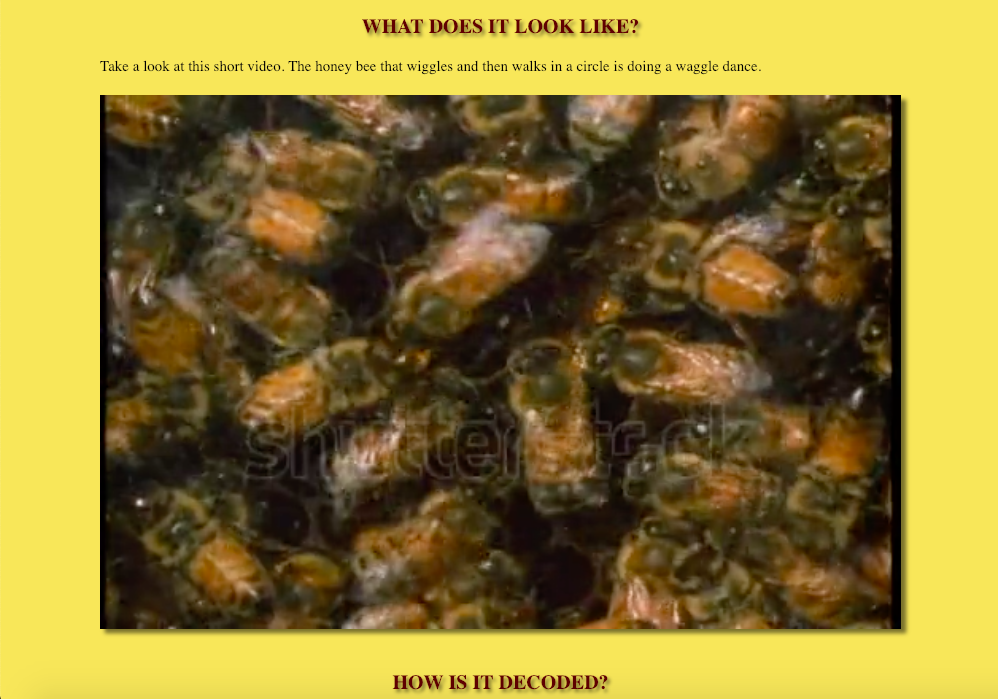 WHAT DOES IT LOOK LIKE?
Take a look at this short video. The honey bee that wiggles and then walks in a circle is doing a waggle dance.
shutterstock
HOW IS IT DECODED?